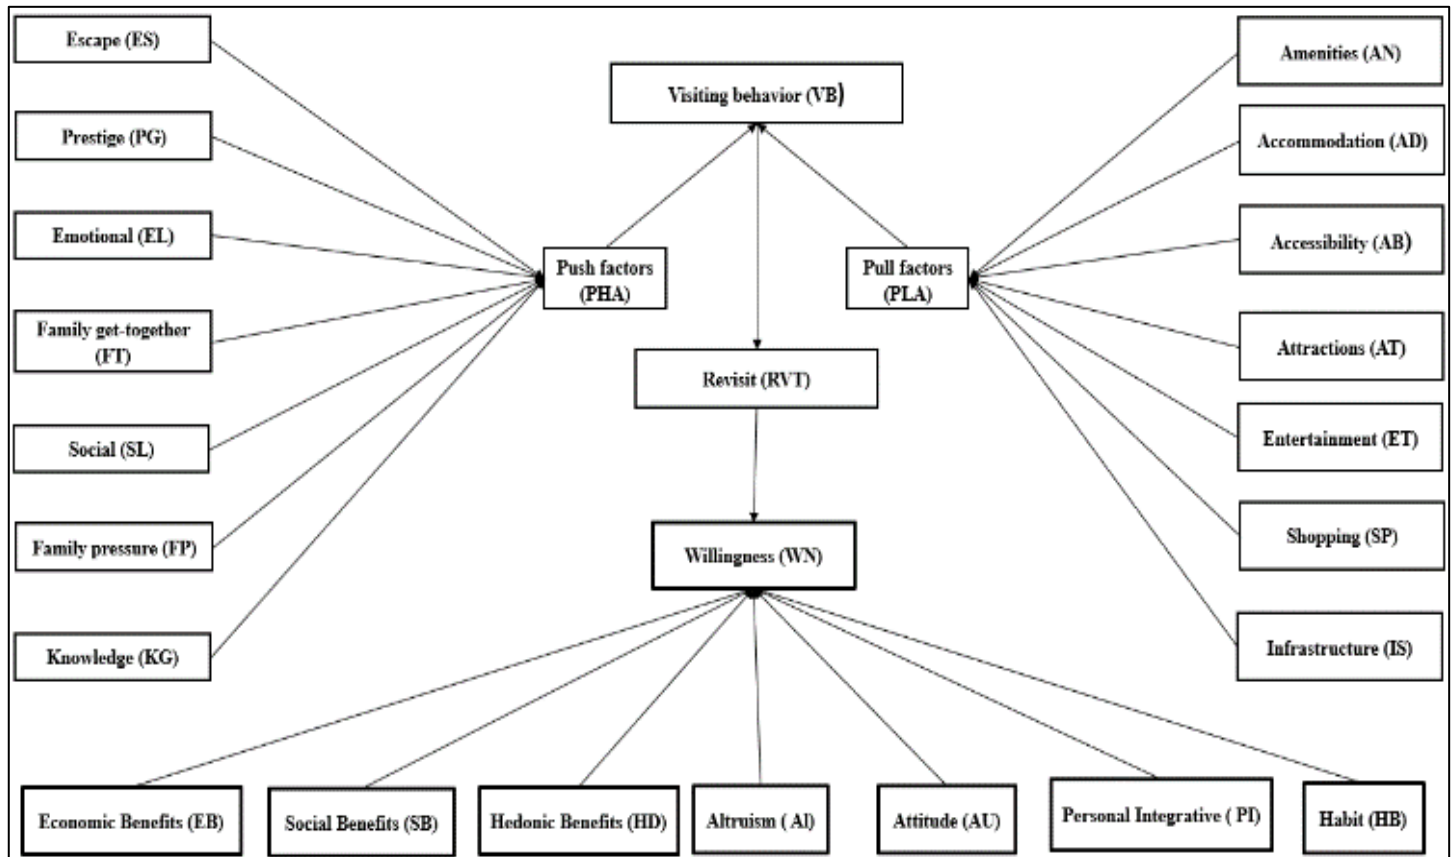 Escape (ES)
Prestige (PG)
Emotional (EL)
Family get-together
(FT)
Social (SL)
Family pressure (FP)
Knowledge (KG)
Visiting behavior (VB)
Push factors
(PHA)
Pull factors
(PLA)
Revisit (RVT)
Willingness (WN)
Amenities (AN)
Accommodation (AD)
Accessibility (AB)
Attractions (AT)
Entertainment (ET)
Shopping (SP)
Infrastructure (IS)
Economic Benefits (EB)
Social Benefits (SB)
Hedonic Benefits (HD)
Altruism ( Al)
Attitude (AU)
Personal Integrative ( PI)
Habit (HB)